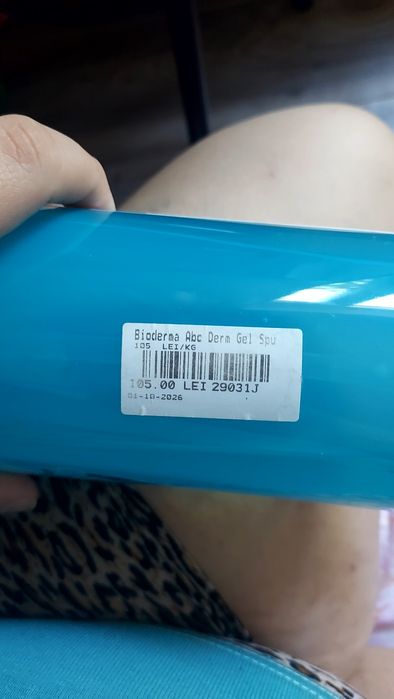 Bioderma Abc Derm Gel Spu
105 LEI/KG
105.00 LEI 29031J
01-10-2026